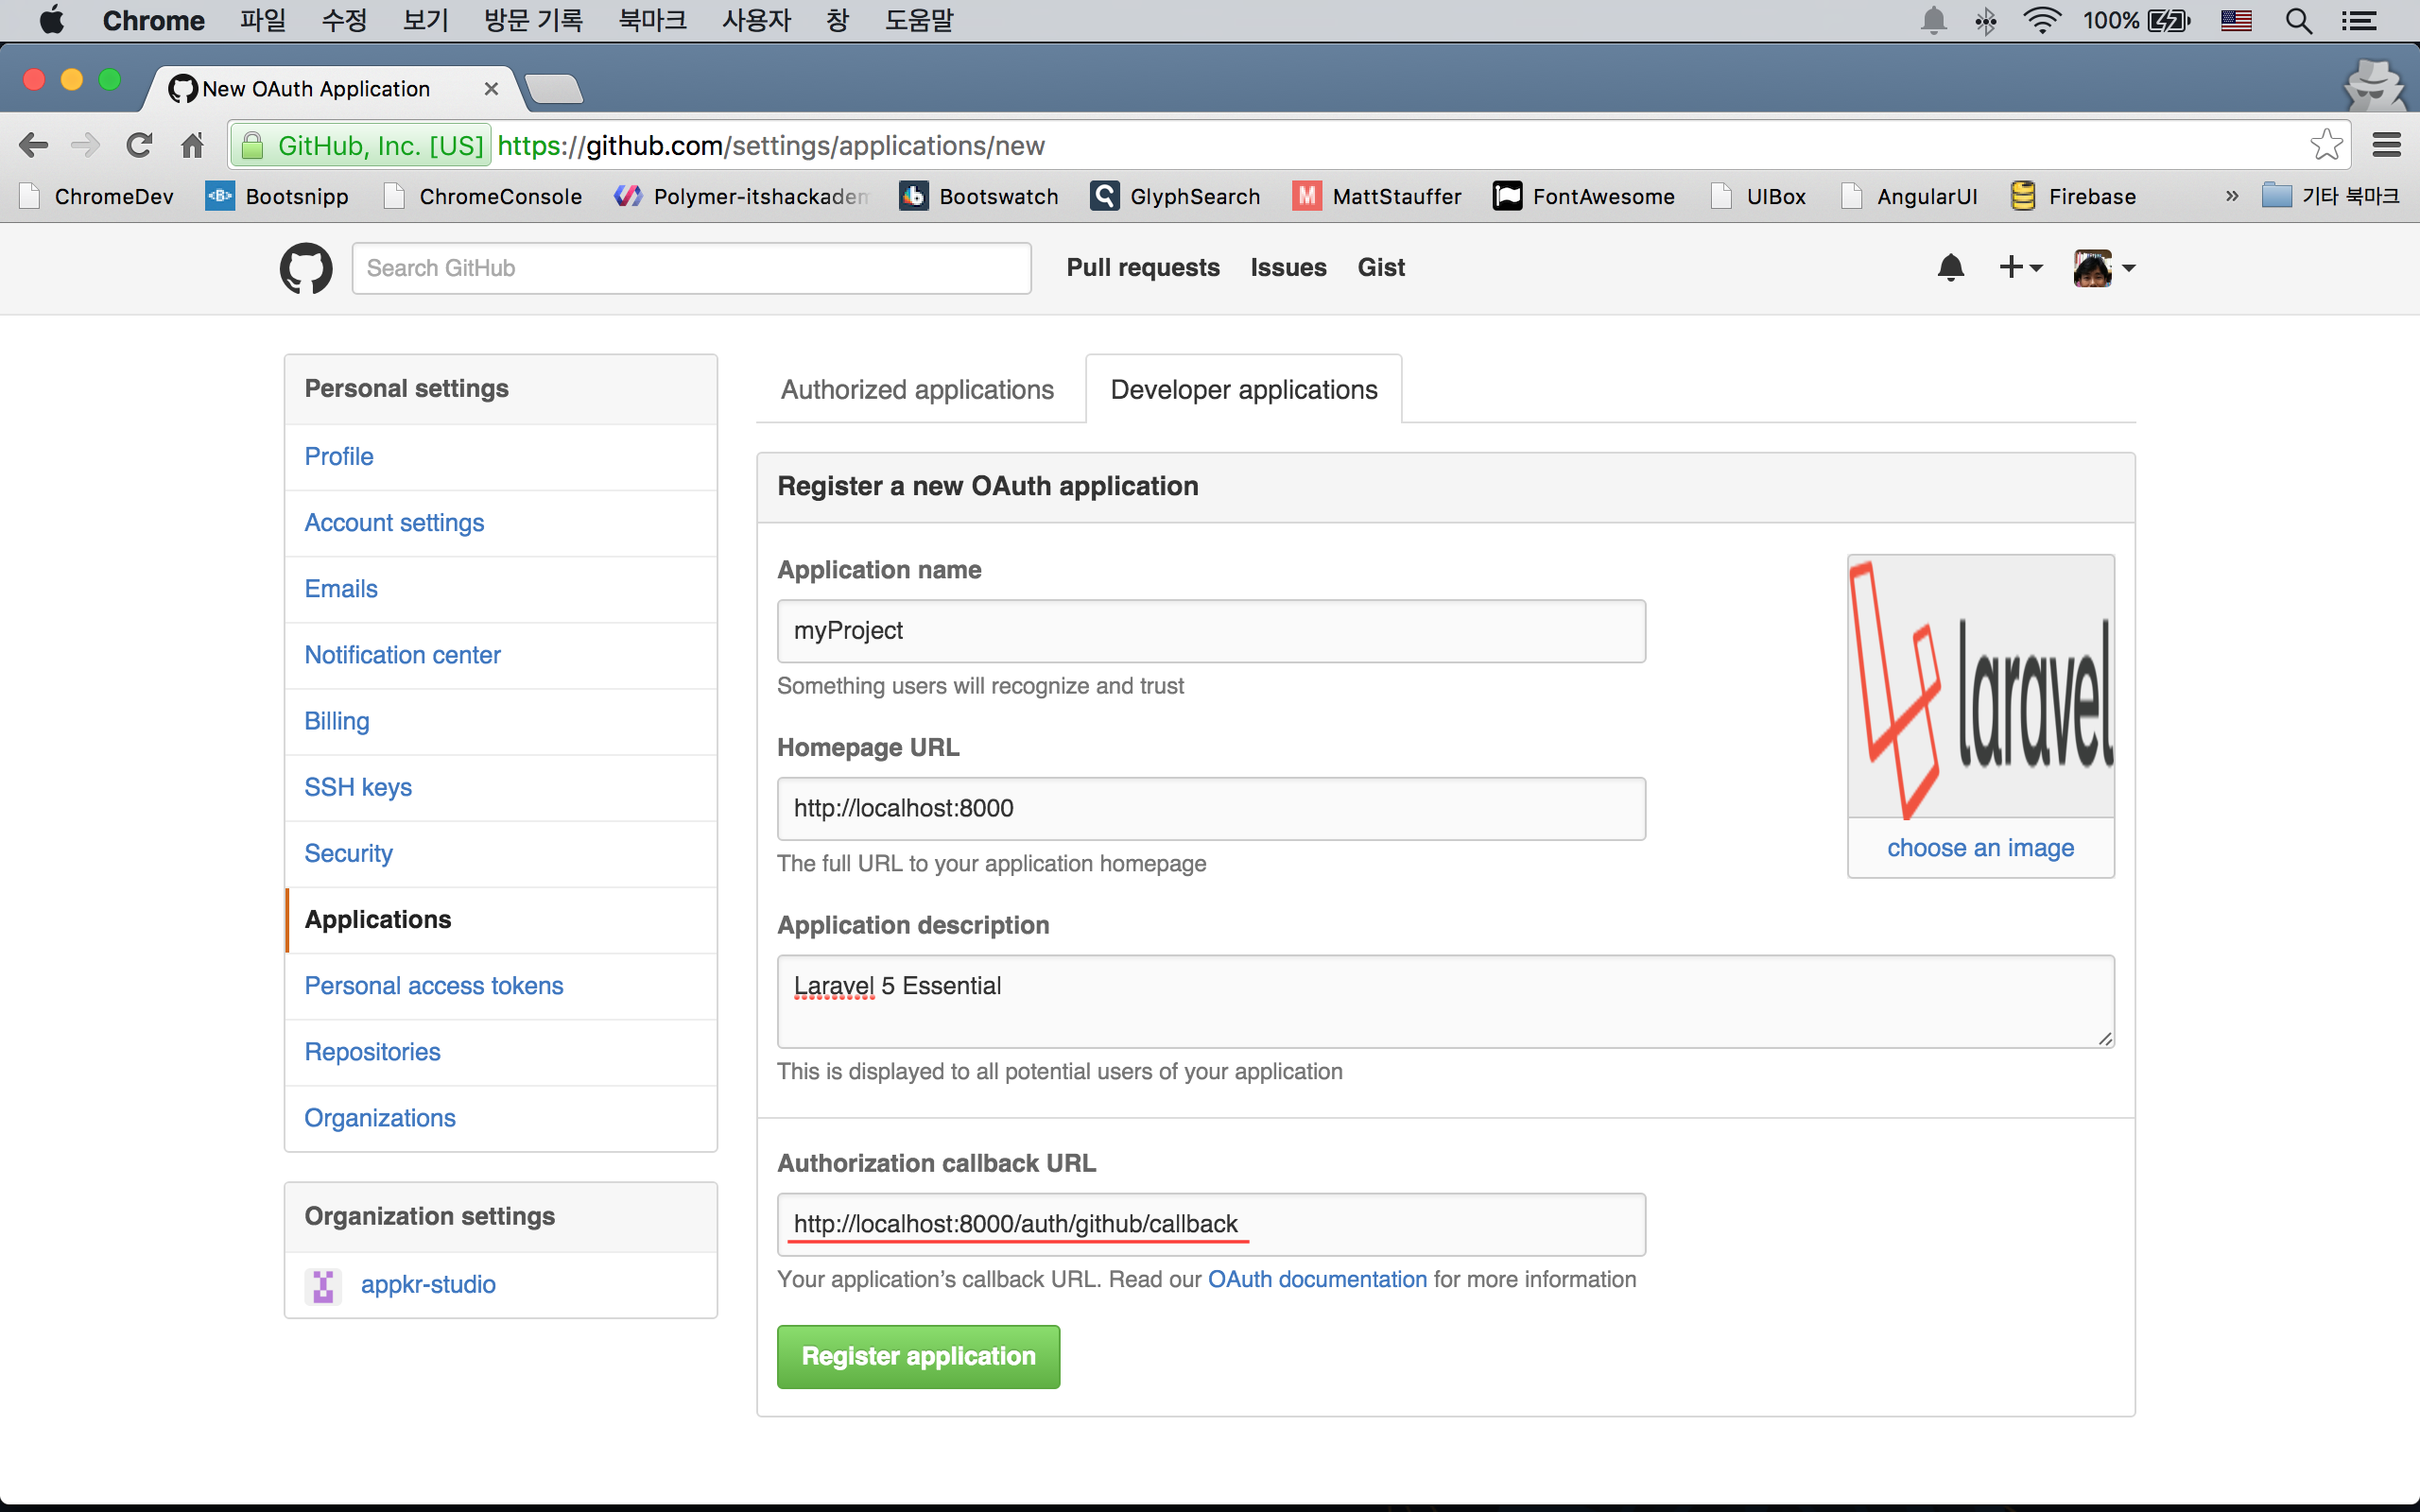 Chrome 파일 수정 보기 방문 기록 북마크 사용자 창 도움말 100%
New OAuth Application
GitHub, Inc. [US] https://github.com/settings/applications/new
ChromeDev Bootsnipp ChromeConsole Polymer-itshackadem Bootswatch GlyphSearch MattStauffer FontAwesome UIBox AngularUI Firebase » 기타 북마크
Search GitHub Pull requests Issues Gist
Personal settings
Profile
Account settings
Emails
Notification center
Billing
SSH keys
Security
Applications
Personal access tokens
Repositories
Organizations
Organization settings
appkr-studio
Authorized applications Developer applications
Register a new OAuth application
Application name
myProject
Something users will recognize and trust
Homepage URL
http://localhost:8000
The full URL to your application homepage
laravel
choose an image
Application description
Laravel 5 Essential
This is displayed to all potential users of your application
Authorization callback URL
http://localhost:8000/auth/github/callback
Your application’s callback URL. Read our OAuth documentation for more information
Register application